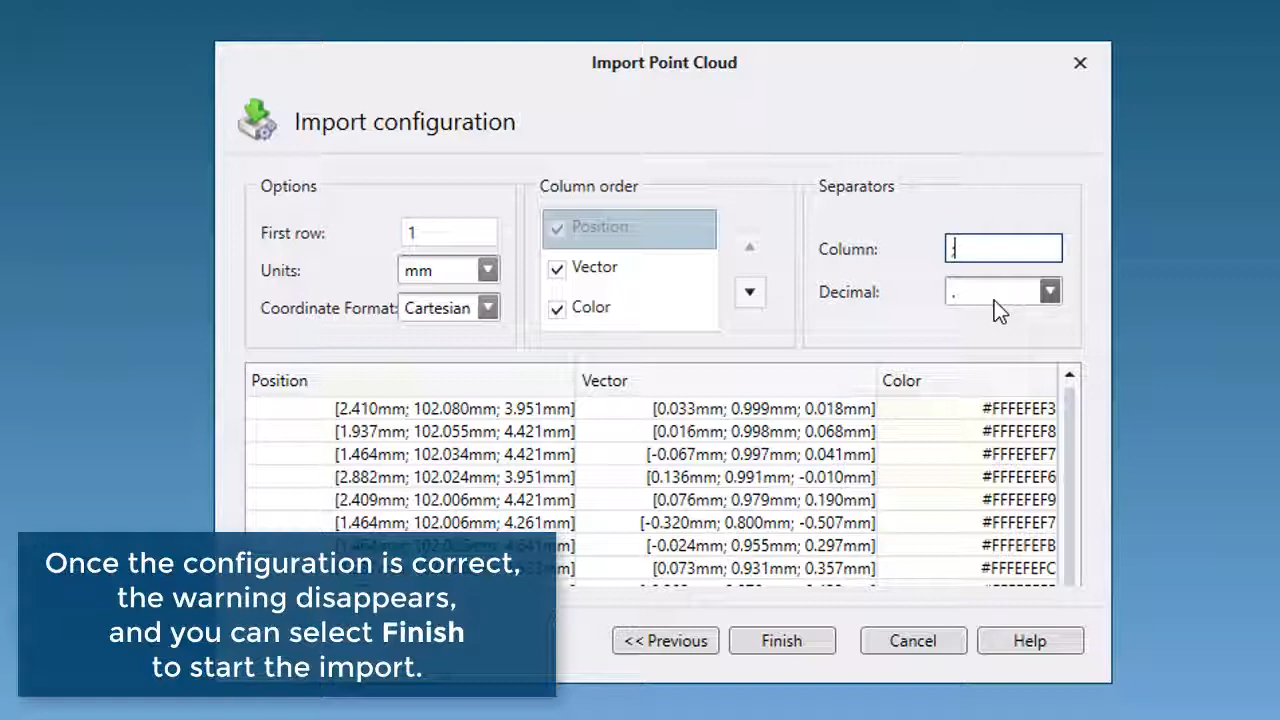 Import Point Cloud
Import configuration
Options
First row: 1
Units: mm
Coordinate Format: Cartesian
Column order
Position
Vector
Color
Separators
Column: ;
Decimal: .
Position Vector Color
[2.410mm; 102.080mm; 3.951mm] [0.033mm; 0.999mm; 0.018mm] #FFFEFEF3
[1.937mm; 102.055mm; 4.421mm] [0.016mm; 0.998mm; 0.068mm] #FFFEFEF8
[1.464mm; 102.034mm; 4.421mm] [-0.067mm; 0.997mm; 0.041mm] #FFFEFEF7
[2.882mm; 102.024mm; 3.951mm] [0.136mm; 0.991mm; -0.010mm] #FFFEFEF6
[2.409mm; 102.006mm; 4.421mm] [0.076mm; 0.979mm; 0.190mm] #FFFEFEF9
[1.464mm; 102.006mm; 4.261mm] [-0.320mm; 0.800mm; -0.507mm] #FFFEFEF7
[-0.024mm; 0.955mm; 0.297mm] #FFFEFEFB
[0.073mm; 0.931mm; 0.357mm] #FFFEFEFC
Once the configuration is correct,
the warning disappears,
and you can select Finish
to start the import.
<< Previous Finish Cancel Help